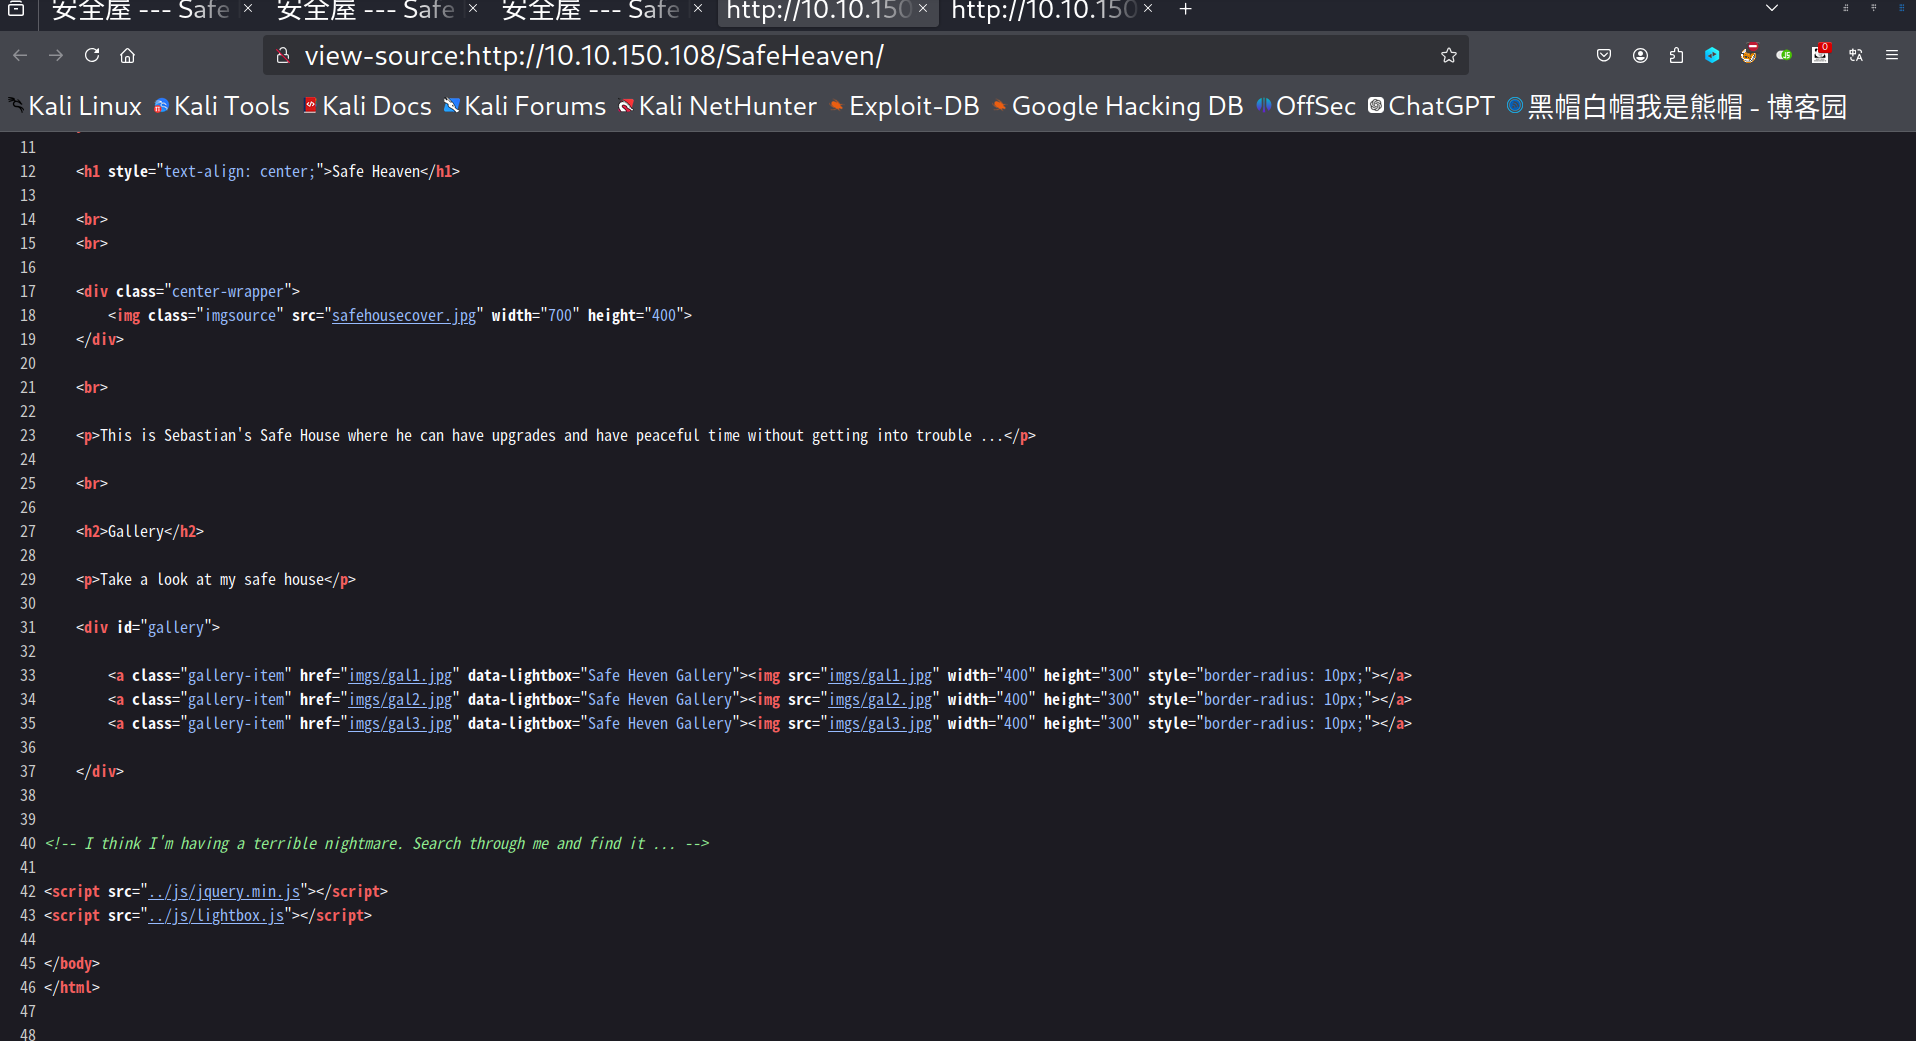 安全屋 --- Safe × 安全屋 --- Safe × 安全屋 --- Safe × http://10.10.150 × http://10.10.150 × +
view-source:http://10.10.150.108/SafeHeaven/
Kali Linux Kali Tools Kali Docs Kali Forums Kali NetHunter Exploit-DB Google Hacking DB OffSec ChatGPT 黑帽白帽我是熊帽 - 博客园
11
12 <h1 style="text-align: center;">Safe Heaven</h1>
13
14 <br>
15 <br>
16
17 <div class="center-wrapper">
18 <img class="imgsource" src="safehousecover.jpg" width="700" height="400">
19 </div>
20
21 <br>
22
23 <p>This is Sebastian's Safe House where he can have upgrades and have peaceful time without getting into trouble ...</p>
24
25 <br>
26
27 <h2>Gallery</h2>
28
29 <p>Take a look at my safe house</p>
30
31 <div id="gallery">
32
33 <a class="gallery-item" href="imgs/gal1.jpg" data-lightbox="Safe Heven Gallery"><img src="imgs/gal1.jpg" width="400" height="300" style="border-radius: 10px;"></a>
34 <a class="gallery-item" href="imgs/gal2.jpg" data-lightbox="Safe Heven Gallery"><img src="imgs/gal2.jpg" width="400" height="300" style="border-radius: 10px;"></a>
35 <a class="gallery-item" href="imgs/gal3.jpg" data-lightbox="Safe Heven Gallery"><img src="imgs/gal3.jpg" width="400" height="300" style="border-radius: 10px;"></a>
36
37 </div>
38
39
40 <!-- I think I'm having a terrible nightmare. Search through me and find it ... -->
41
42 <script src="../js/jquery.min.js"></script>
43 <script src="../js/lightbox.js"></script>
44
45 </body>
46 </html>
47
48